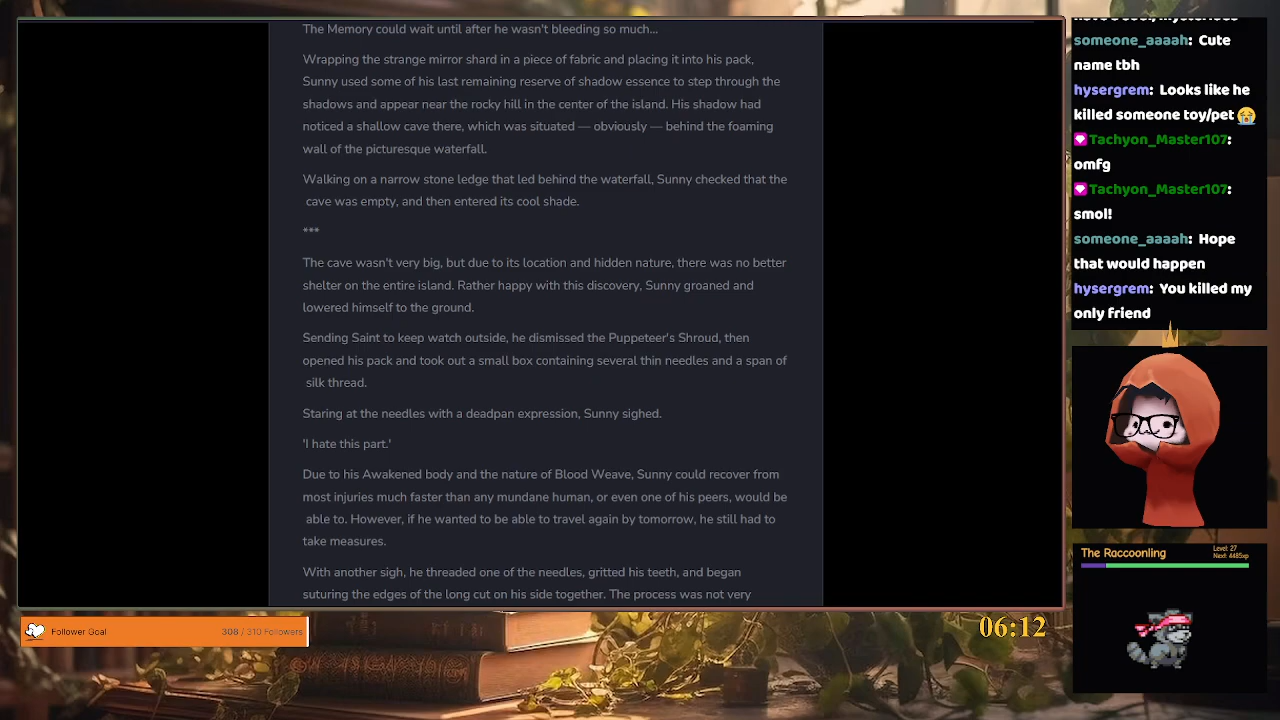 The Memory could wait until after he wasn't bleeding so much...
Wrapping the strange mirror shard in a piece of fabric and placing it into his pack,
Sunny used some of his last remaining reserve of shadow essence to step through the
shadows and appear near the rocky hill in the center of the island. His shadow had
noticed a shallow cave there, which was situated — obviously — behind the foaming
wall of the picturesque waterfall.
Walking on a narrow stone ledge that led behind the waterfall, Sunny checked that the
cave was empty, and then entered its cool shade.
***
The cave wasn't very big, but due to its location and hidden nature, there was no better
shelter on the entire island. Rather happy with this discovery, Sunny groaned and
lowered himself to the ground.
Sending Saint to keep watch outside, he dismissed the Puppeteer's Shroud, then
opened his pack and took out a small box containing several thin needles and a span of
silk thread.
Staring at the needles with a deadpan expression, Sunny sighed.
'I hate this part.'
Due to his Awakened body and the nature of Blood Weave, Sunny could recover from
most injuries much faster than any mundane human, or even one of his peers, would be
able to. However, if he wanted to be able to travel again by tomorrow, he still had to
take measures.
With another sigh, he threaded one of the needles, gritted his teeth, and began
suturing the edges of the long cut on his side together. The process was not very
someone_aaaah: Cute
name tbh
hysergrem: Looks like he
killed someone toy/pet 😭
Tachyon_Master107:
omfg
Tachyon_Master107:
smol!
someone_aaaah: Hope
that would happen
hysergrem: You killed my
only friend
The Raccoonling
Level: 27
Next: 4485xp
Follower Goal
308 / 310 Followers
06:12